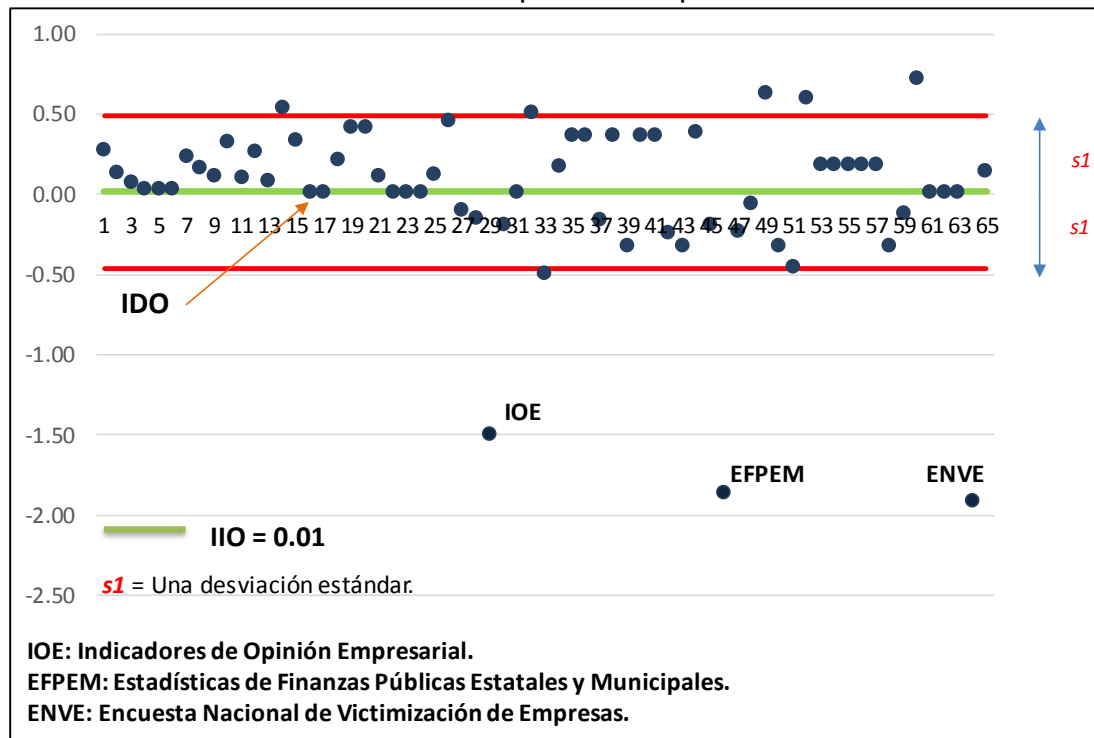 1.00
0.50
s1
0.00
1 3 5 7 9 11 13 15 17 19 21 23 25 27 29 31 33 35 37 39 41 43 45 47 49 51 53 55 57 59 61 63 65
s1
-0.50
IDO
-1.00
IOE
-1.50
EFPEM
ENVE
-2.00
IIO = 0.01
s1 = Una desviación estándar.
-2.50
IOE: Indicadores de Opinión Empresarial.
EFPEM: Estadísticas de Finanzas Públicas Estatales y Municipales.
ENVE: Encuesta Nacional de Victimización de Empresas.